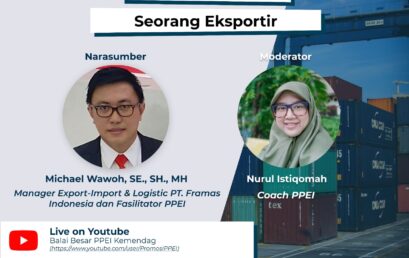 Seorang Eksportir
Narasumber
Moderator
Michael Wawoh, SE., SH., MH
Manager Export-Import & Logistic PT. Framas
Indonesia dan Fasilitator PPEI
Nurul Istiqomah
Coach PPEI
Live on Youtube
Balai Besar PPEI Kemendag
(https://www.youtube.com/user/PromosiPPEI)